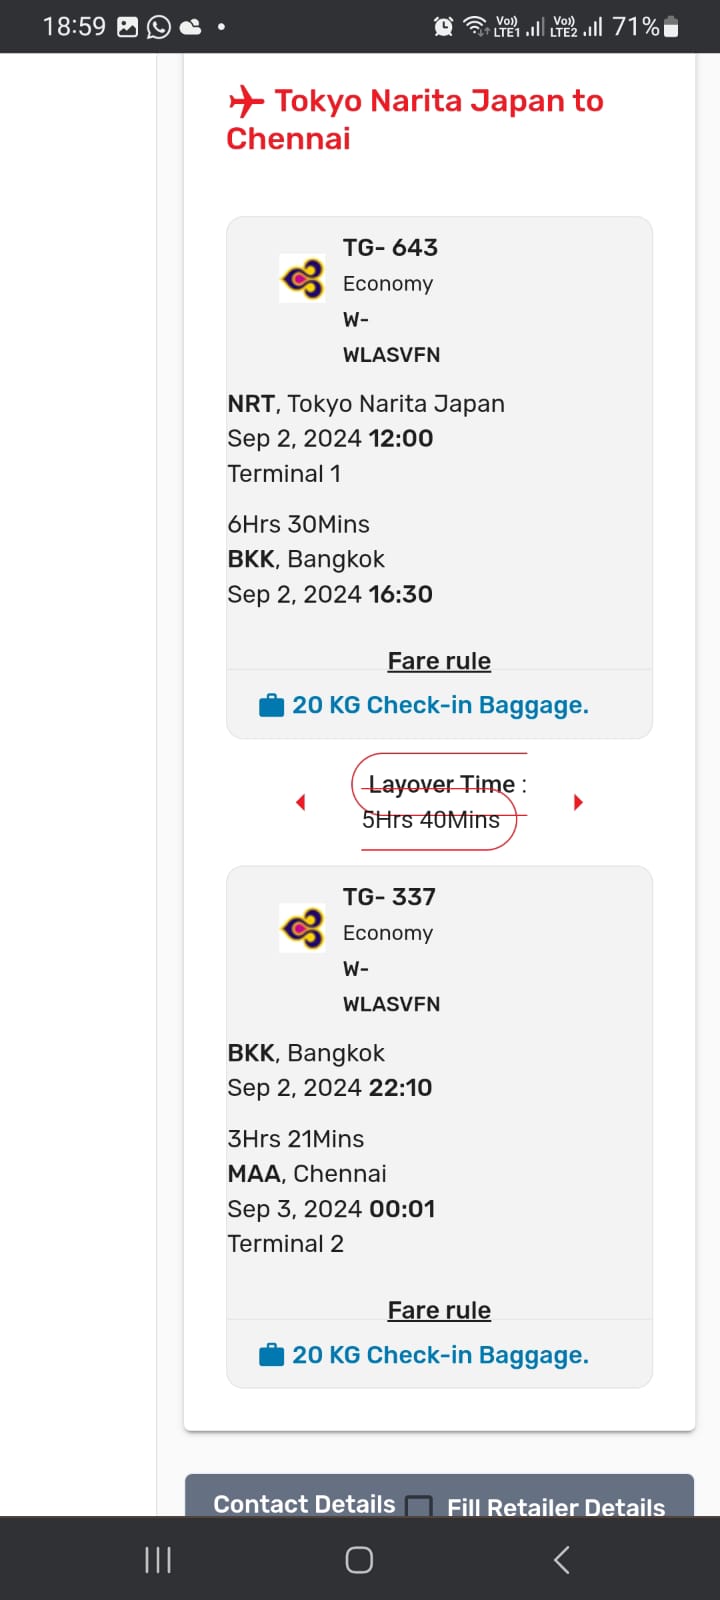 18:59
Vo)) LTE1 Vo)) LTE2 71%
Tokyo Narita Japan to
Chennai
TG- 643
Economy
W-
WLASVFN
NRT, Tokyo Narita Japan
Sep 2, 2024 12:00
Terminal 1
6Hrs 30Mins
BKK, Bangkok
Sep 2, 2024 16:30
Fare rule
20 KG Check-in Baggage.
Layover Time :
5Hrs 40Mins
TG- 337
Economy
W-
WLASVFN
BKK, Bangkok
Sep 2, 2024 22:10
3Hrs 21Mins
MAA, Chennai
Sep 3, 2024 00:01
Terminal 2
Fare rule
20 KG Check-in Baggage.
Contact Details Fill Retailer Details